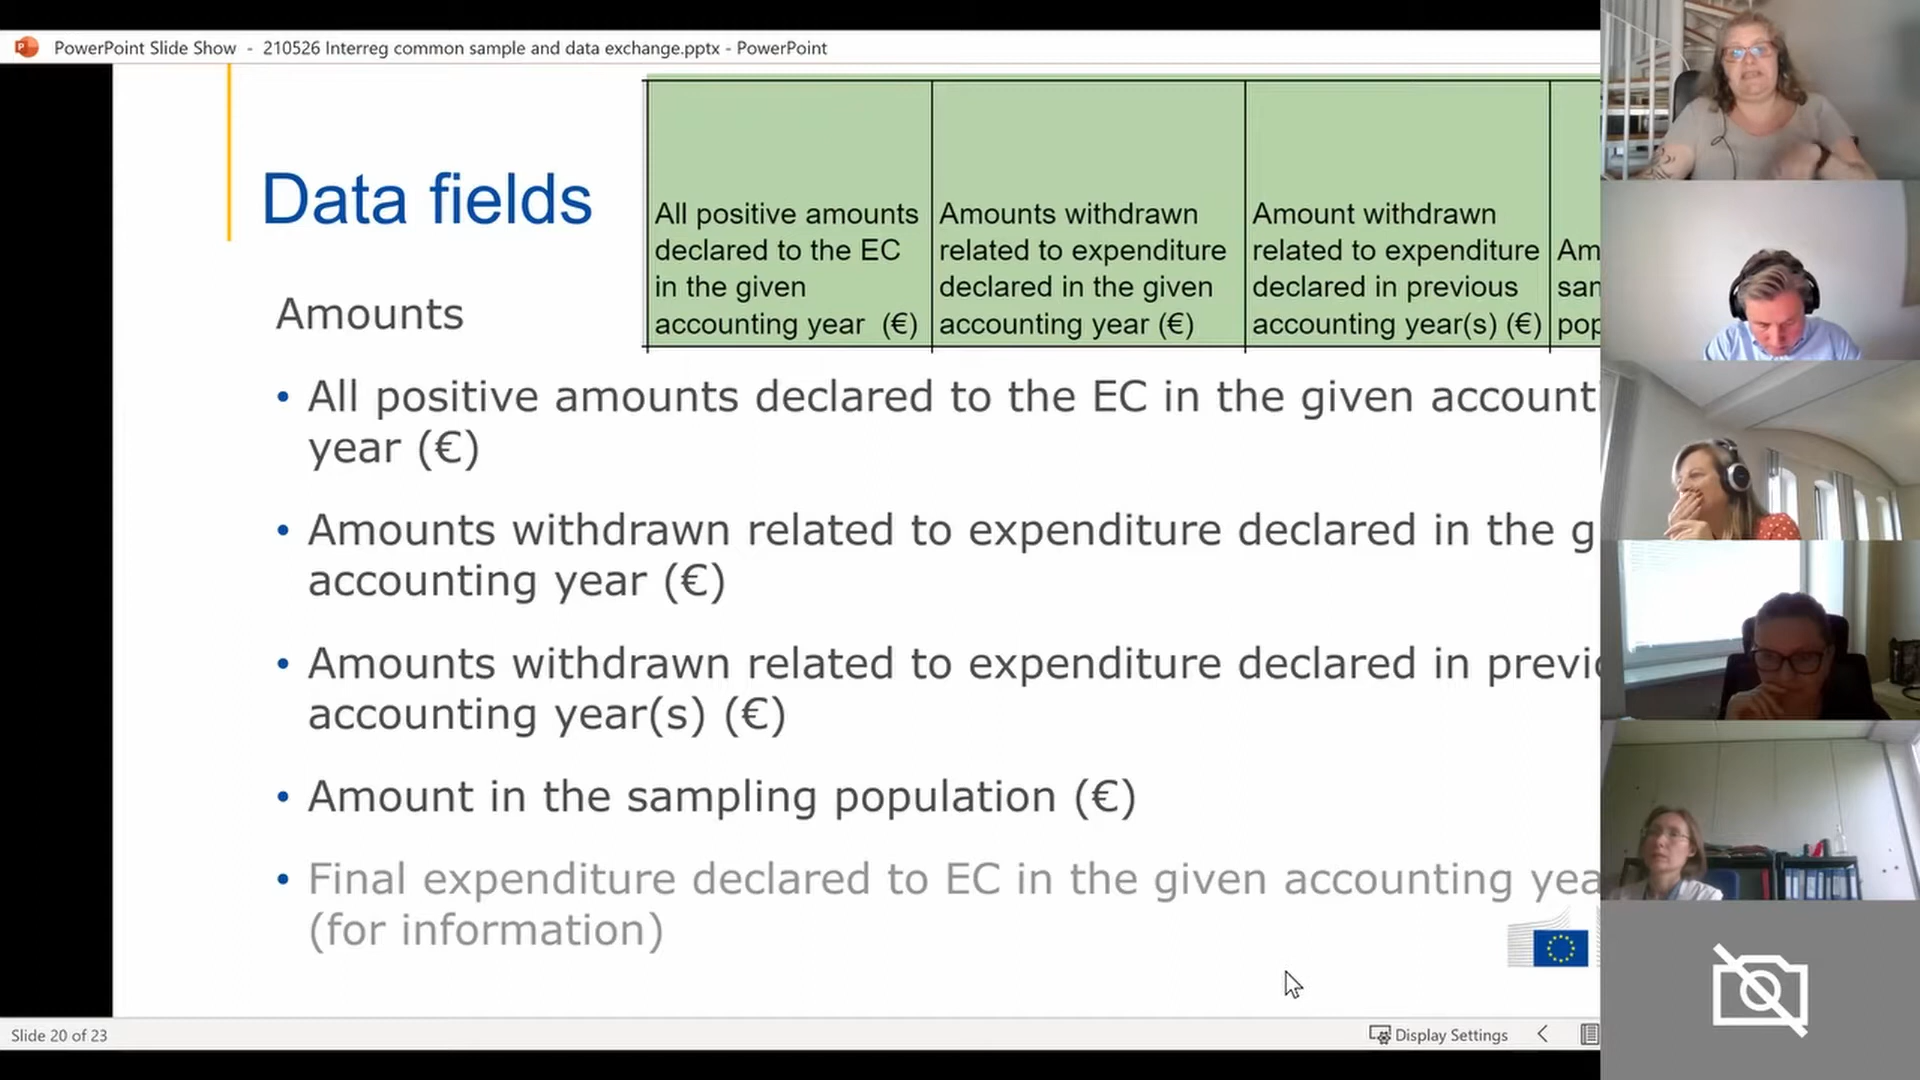 PowerPoint Slide Show - 210526 Interreg common sample and data exchange.pptx - PowerPoint
Data fields
All positive amounts
declared to the EC
in the given
accounting year (€)
Amounts withdrawn
related to expenditure
declared in the given
accounting year (€)
Amount withdrawn
related to expenditure
declared in previous
accounting year(s) (€)
Am
sam
pop
Amounts
• All positive amounts declared to the EC in the given accounti
year (€)
• Amounts withdrawn related to expenditure declared in the g
accounting year (€)
• Amounts withdrawn related to expenditure declared in previo
accounting year(s) (€)
• Amount in the sampling population (€)
• Final expenditure declared to EC in the given accounting yea
(for information)
Slide 20 of 23
Display Settings